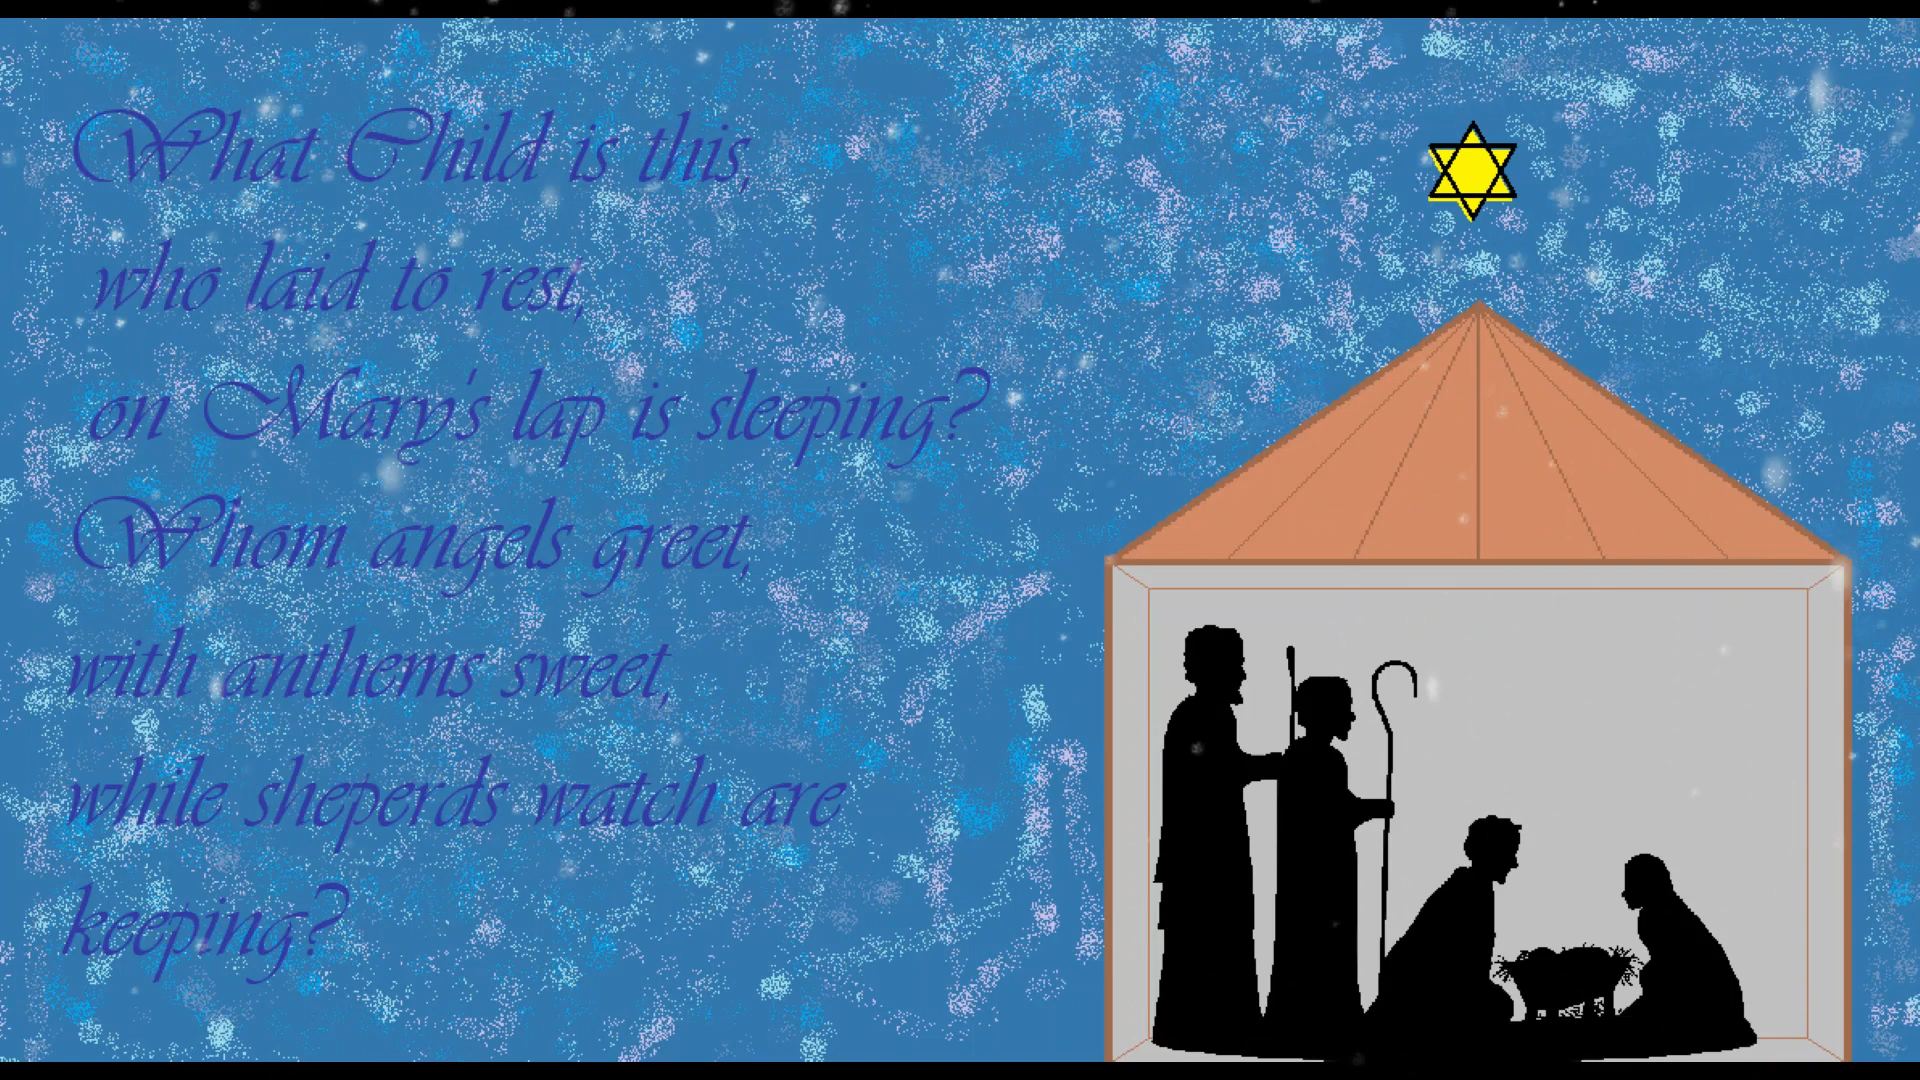 What Child is this,
who laid to rest,
on Mary's lap is sleeping?
Whom angels greet,
with anthems sweet,
while sheperds watch are
keeping?